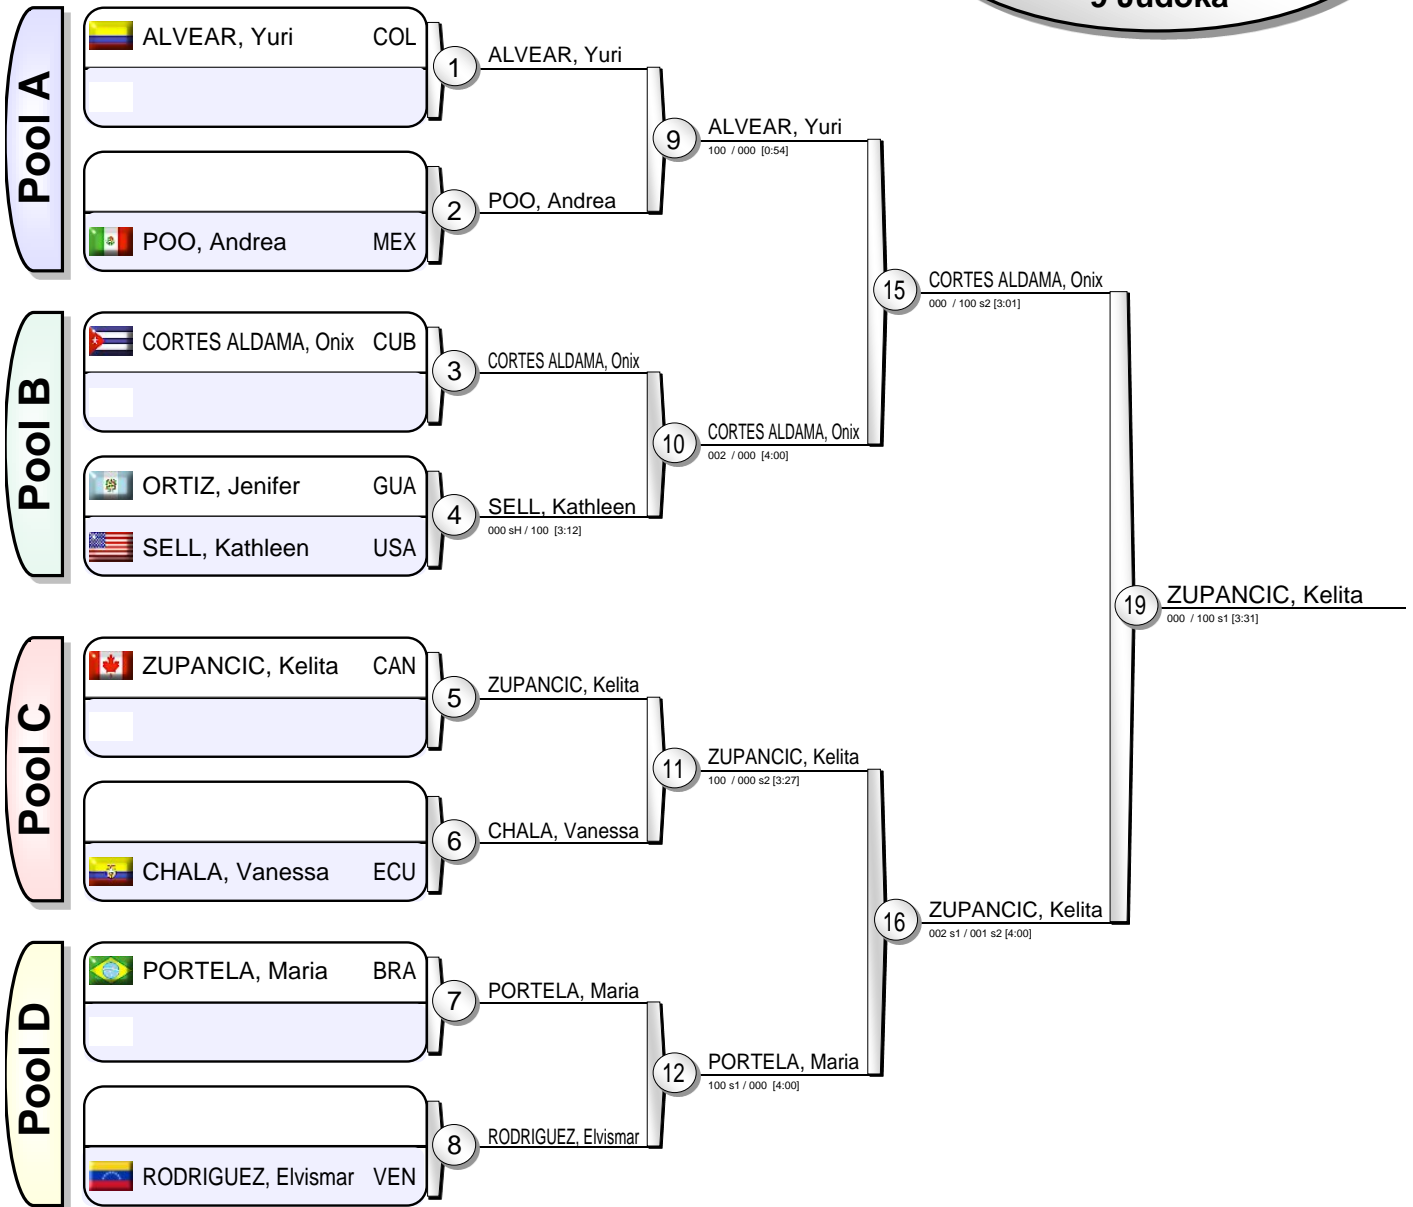 9 Judoka
Pool A
ALVEAR, Yuri COL
1
ALVEAR, Yuri
9
ALVEAR, Yuri
100 / 000 [0:54]
2
POO, Andrea
POO, Andrea MEX
15
CORTES ALDAMA, Onix
000 / 100 s2 [3:01]
Pool B
CORTES ALDAMA, Onix CUB
3
CORTES ALDAMA, Onix
10
CORTES ALDAMA, Onix
002 / 000 [4:00]
ORTIZ, Jenifer GUA
4
SELL, Kathleen
000 sH / 100 [3:12]
SELL, Kathleen USA
19
ZUPANCIC, Kelita
000 / 100 s1 [3:31]
Pool C
ZUPANCIC, Kelita CAN
5
ZUPANCIC, Kelita
11
ZUPANCIC, Kelita
100 / 000 s2 [3:27]
6
CHALA, Vanessa
CHALA, Vanessa ECU
16
ZUPANCIC, Kelita
002 s1 / 001 s2 [4:00]
Pool D
PORTELA, Maria BRA
7
PORTELA, Maria
12
PORTELA, Maria
100 s1 / 000 [4:00]
8
RODRIGUEZ, Elvismar
RODRIGUEZ, Elvismar VEN